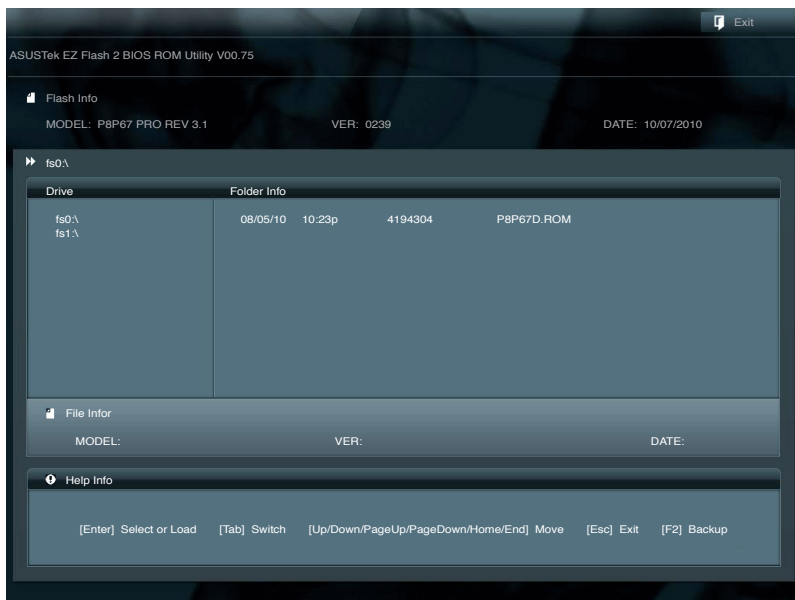 Exit
ASUSTek EZ Flash 2 BIOS ROM Utility V00.75
Flash Info
MODEL: P8P67 PRO REV 3.1 VER: 0239 DATE: 10/07/2010
fs0:\
Drive Folder Info
fs0:\ 08/05/10 10:23p 4194304 P8P67D.ROM
fs1:\
File Infor
MODEL: VER: DATE:
Help Info
[Enter] Select or Load [Tab] Switch [Up/Down/PageUp/PageDown/Home/End] Move [Esc] Exit [F2] Backup